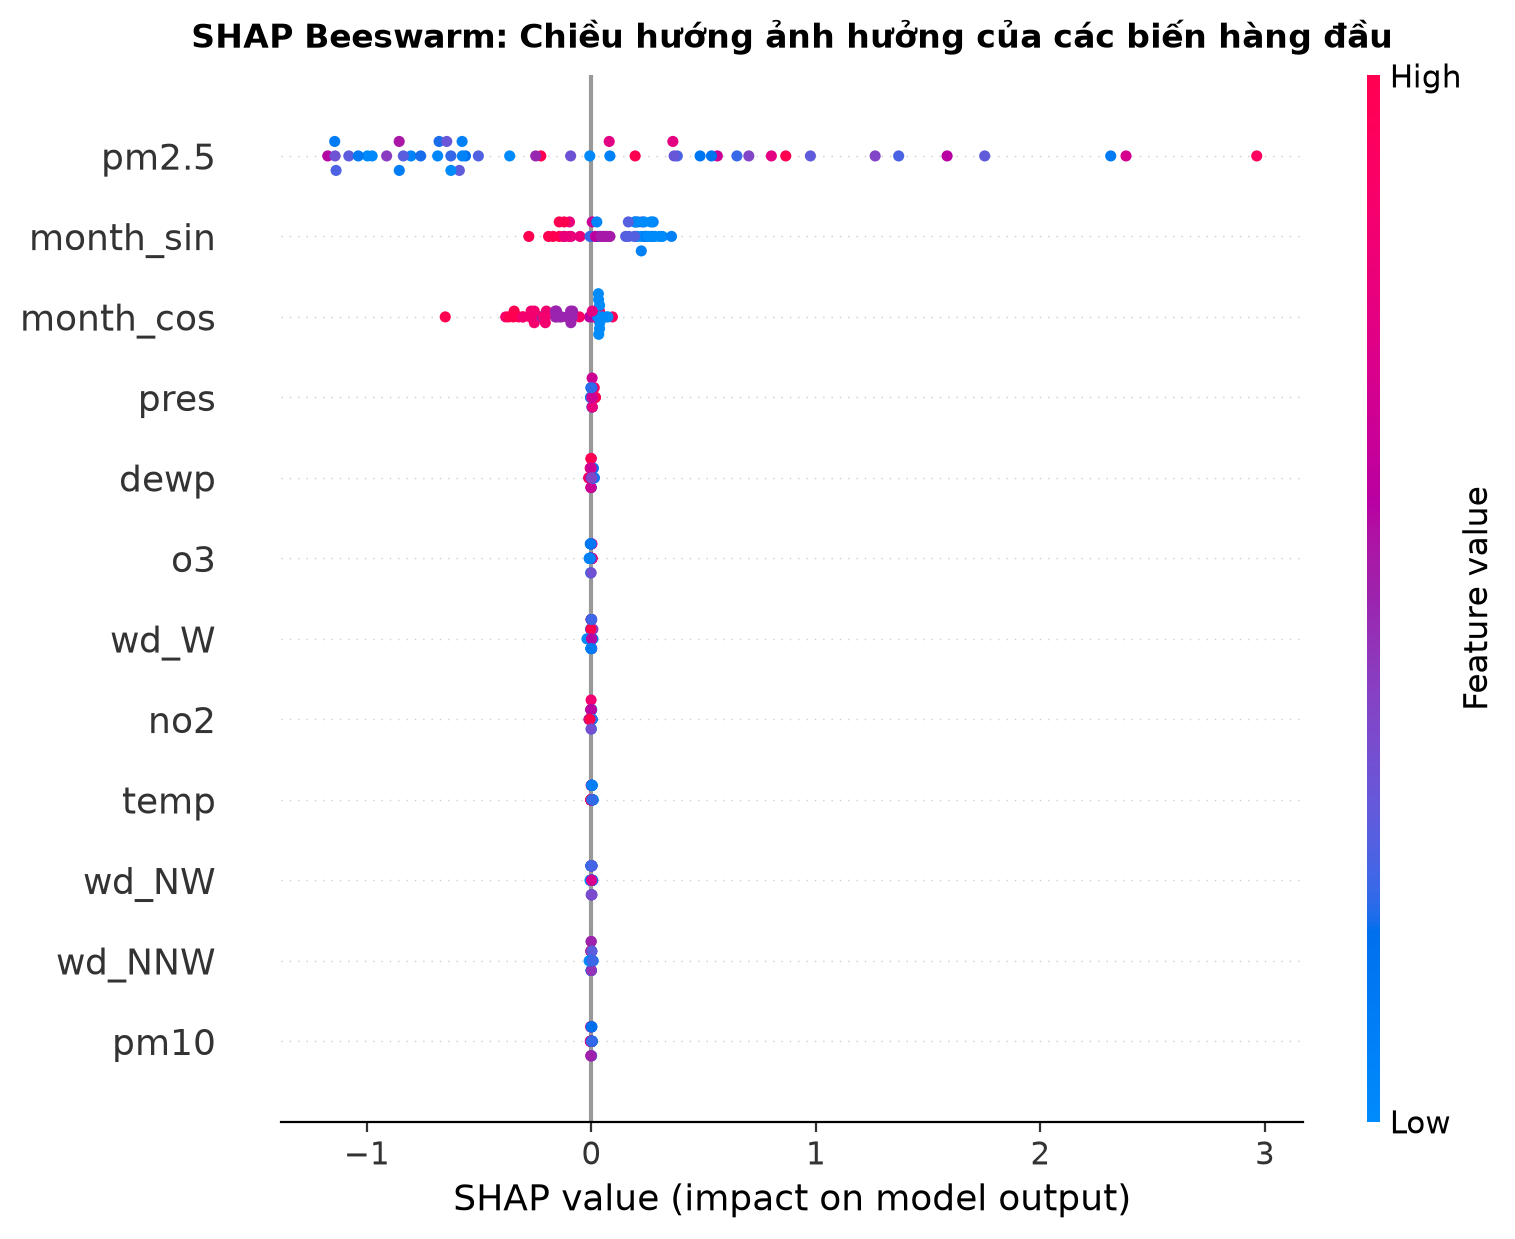 SHAP Beeswarm: Chiều hướng ảnh hưởng của các biến hàng đầu
High
pm2.5
month_sin
month_cos
pres
dewp
o3
wd_W
no2
temp
wd_NW
wd_NNW
pm10
Feature value
Low
−1 0 1 2 3
SHAP value (impact on model output)